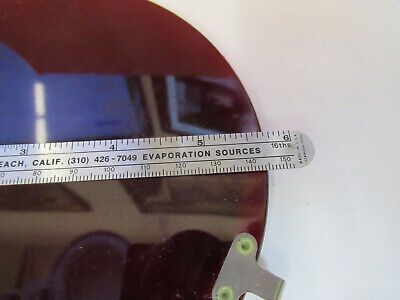 3 4 5 6
16ths
EACH, CALIF. (310) 426-7049 EVAPORATION SOURCES
80 90 100 110 120 130 140 150